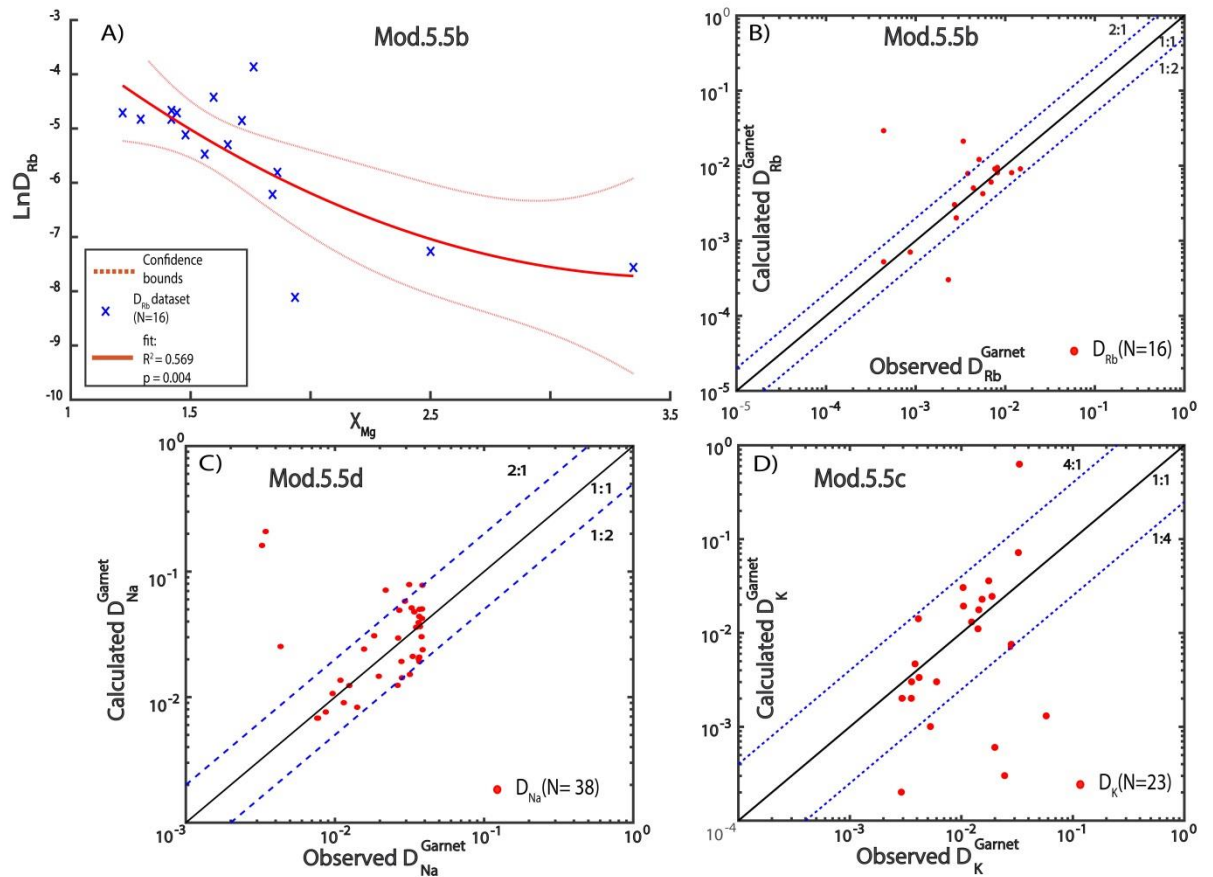 A)
Mod.5.5b
LnD_Rb
-3
-4
-5
-6
-7
-8
-9
-10
1
1.5
2.5
3.5
X_Mg
Confidence
bounds
D_Rb dataset
(N=16)
fit:
R² = 0.569
p = 0.004
B)
Mod.5.5b
2:1
1:1
1:2
Calculated D_Rb^Garnet
10^0
10^-1
10^-2
10^-3
10^-4
10^-5
Observed D_Rb^Garnet
D_Rb(N=16)
10^-5
10^-4
10^-3
10^-2
10^-1
10^0
C)
Mod.5.5d
2:1
1:1
1:2
Calculated D_Na^Garnet
10^0
10^-1
10^-2
D_Na(N= 38)
10^-3
10^-2
10^-1
10^0
Observed D_Na^Garnet
D)
Mod.5.5c
4:1
1:1
1:4
Calculated D_K^Garnet
10^0
10^-1
10^-2
10^-3
10^-4
D_K(N=23)
10^-3
10^-2
10^-1
10^0
Observed D_K^Garnet